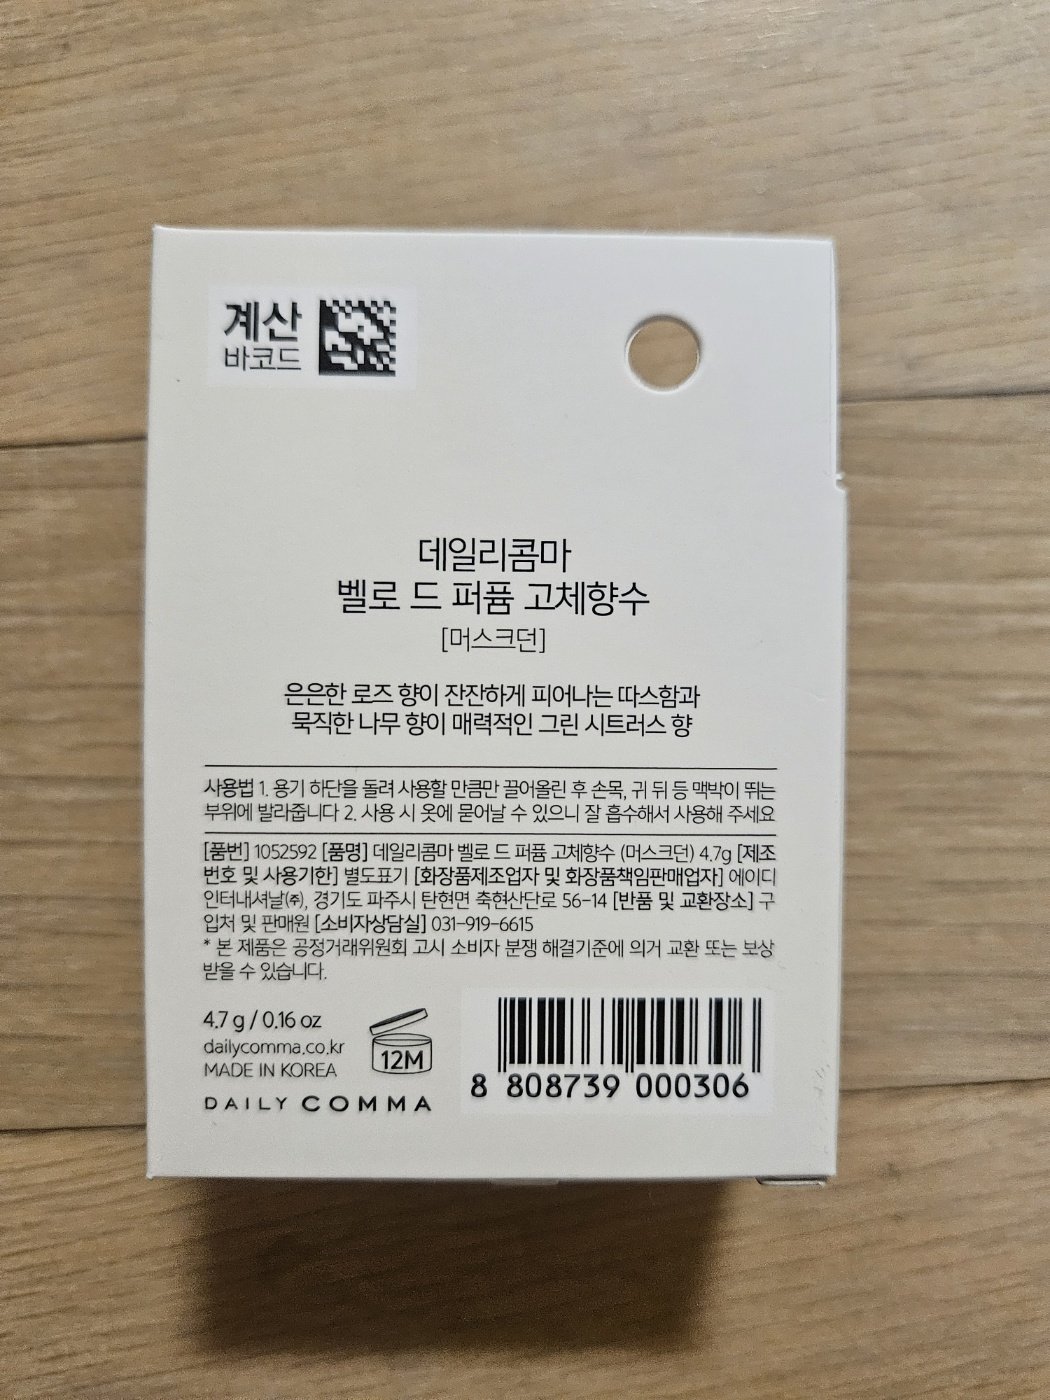 계산
바코드
데일리콤마
벨로 드 퍼퓸 고체향수
[머스크던]
은은한 로즈 향이 잔잔하게 피어나는 따스함과
묵직한 나무 향이 매력적인 그린 시트러스 향
사용법 1. 용기 하단을 돌려 사용할 만큼만 끌어올린 후 손목, 귀 뒤 등 맥박이 뛰는
부위에 발라줍니다 2. 사용 시 옷에 묻어날 수 있으니 잘 흡수해서 사용해 주세요
[품번] 1052592 [품명] 데일리콤마 벨로 드 퍼퓸 고체향수 (머스크던) 4.7g [제조
번호 및 사용기한] 별도표기 [화장품제조업자 및 화장품책임판매업자] 에이디
인터내셔날㈜, 경기도 파주시 탄현면 축현산단로 56-14 [반품 및 교환장소] 구
입처 및 판매원 [소비자상담실] 031-919-6615
* 본 제품은 공정거래위원회 고시 소비자 분쟁 해결기준에 의거 교환 또는 보상
받을 수 있습니다.
4.7 g / 0.16 oz
dailycomma.co.kr
MADE IN KOREA
12M
DAILY COMMA
8 808739 000306